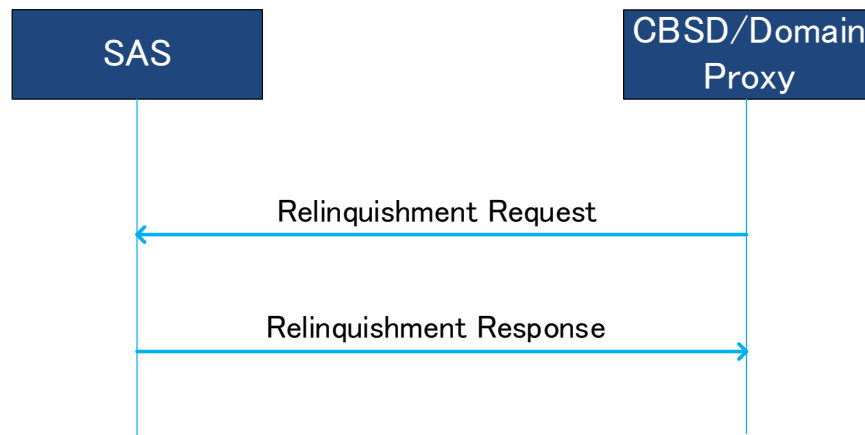 SAS
CBSD/Domain
Proxy
Relinquishment Request
Relinquishment Response